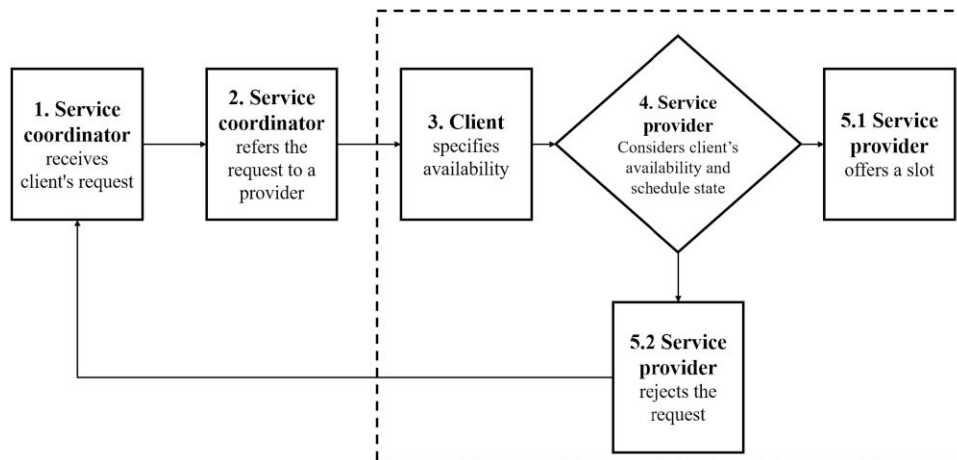 1. Service
coordinator
receives
client's request
2. Service
coordinator
refers the
request to a
provider
3. Client
specifies
availability
4. Service
provider
Considers client’s
availability and
schedule state
5.1 Service
provider
offers a slot
5.2 Service
provider
rejects the
request